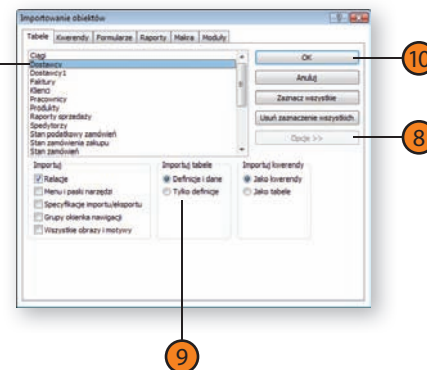 Importowanie obiektów
Tabele Kwerendy Formularze Raporty Makra Moduły
Ciągi
Dostawcy
Dostawcy1
Faktury
Klienci
Pracownicy
Produkty
Raporty sprzedaży
Spedytorzy
Stan podatkowy zamówień
Stan zamówienia zakupu
Stan zamówień
OK
Anuluj
Zaznacz wszystkie
Usuń zaznaczenie wszystkich
Opcje >>
10
8
Importuj
Relacje
Menu i paski narzędzi
Specyfikacje importu/eksportu
Grupy okienka nawigacji
Wszystkie obrazy i motywy
Importuj tabele
Definicje i dane
Tylko definicje
Importuj kwerendy
Jako kwerendy
Jako tabele
9